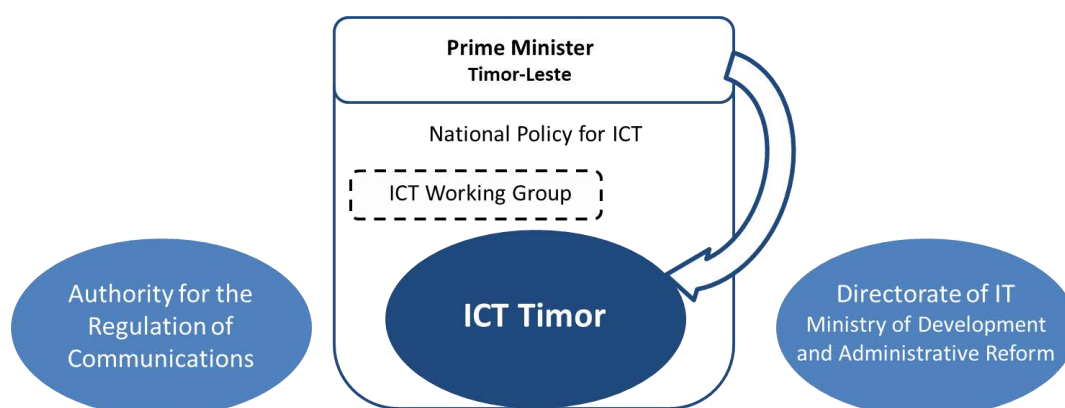 Prime Minister
Timor-Leste
National Policy for ICT
ICT Working Group
Authority for the
Regulation of
Communications
ICT Timor
Directorate of IT
Ministry of Development
and Administrative Reform